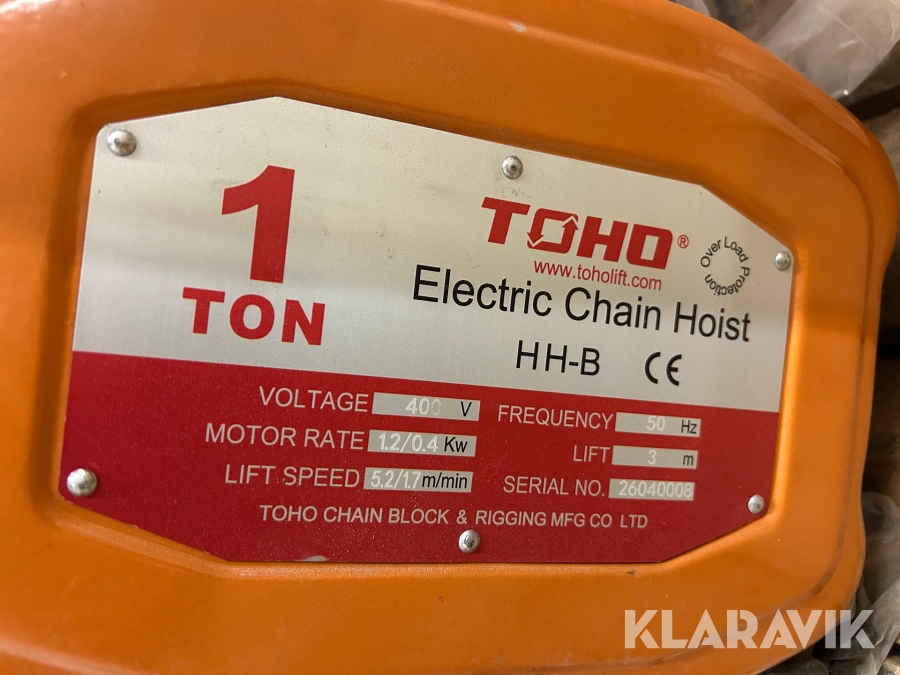 1
TON
TOHO®
www.toholift.com
Over Load Protection
Electric Chain Hoist
HH-B CE
VOLTAGE 400 V
FREQUENCY 50 Hz
MOTOR RATE 1.2/0.4 Kw
LIFT 3 m
LIFT SPEED 5.2/1.7 m/min
SERIAL NO. 26040008
TOHO CHAIN BLOCK & RIGGING MFG CO LTD
KLARAVIK